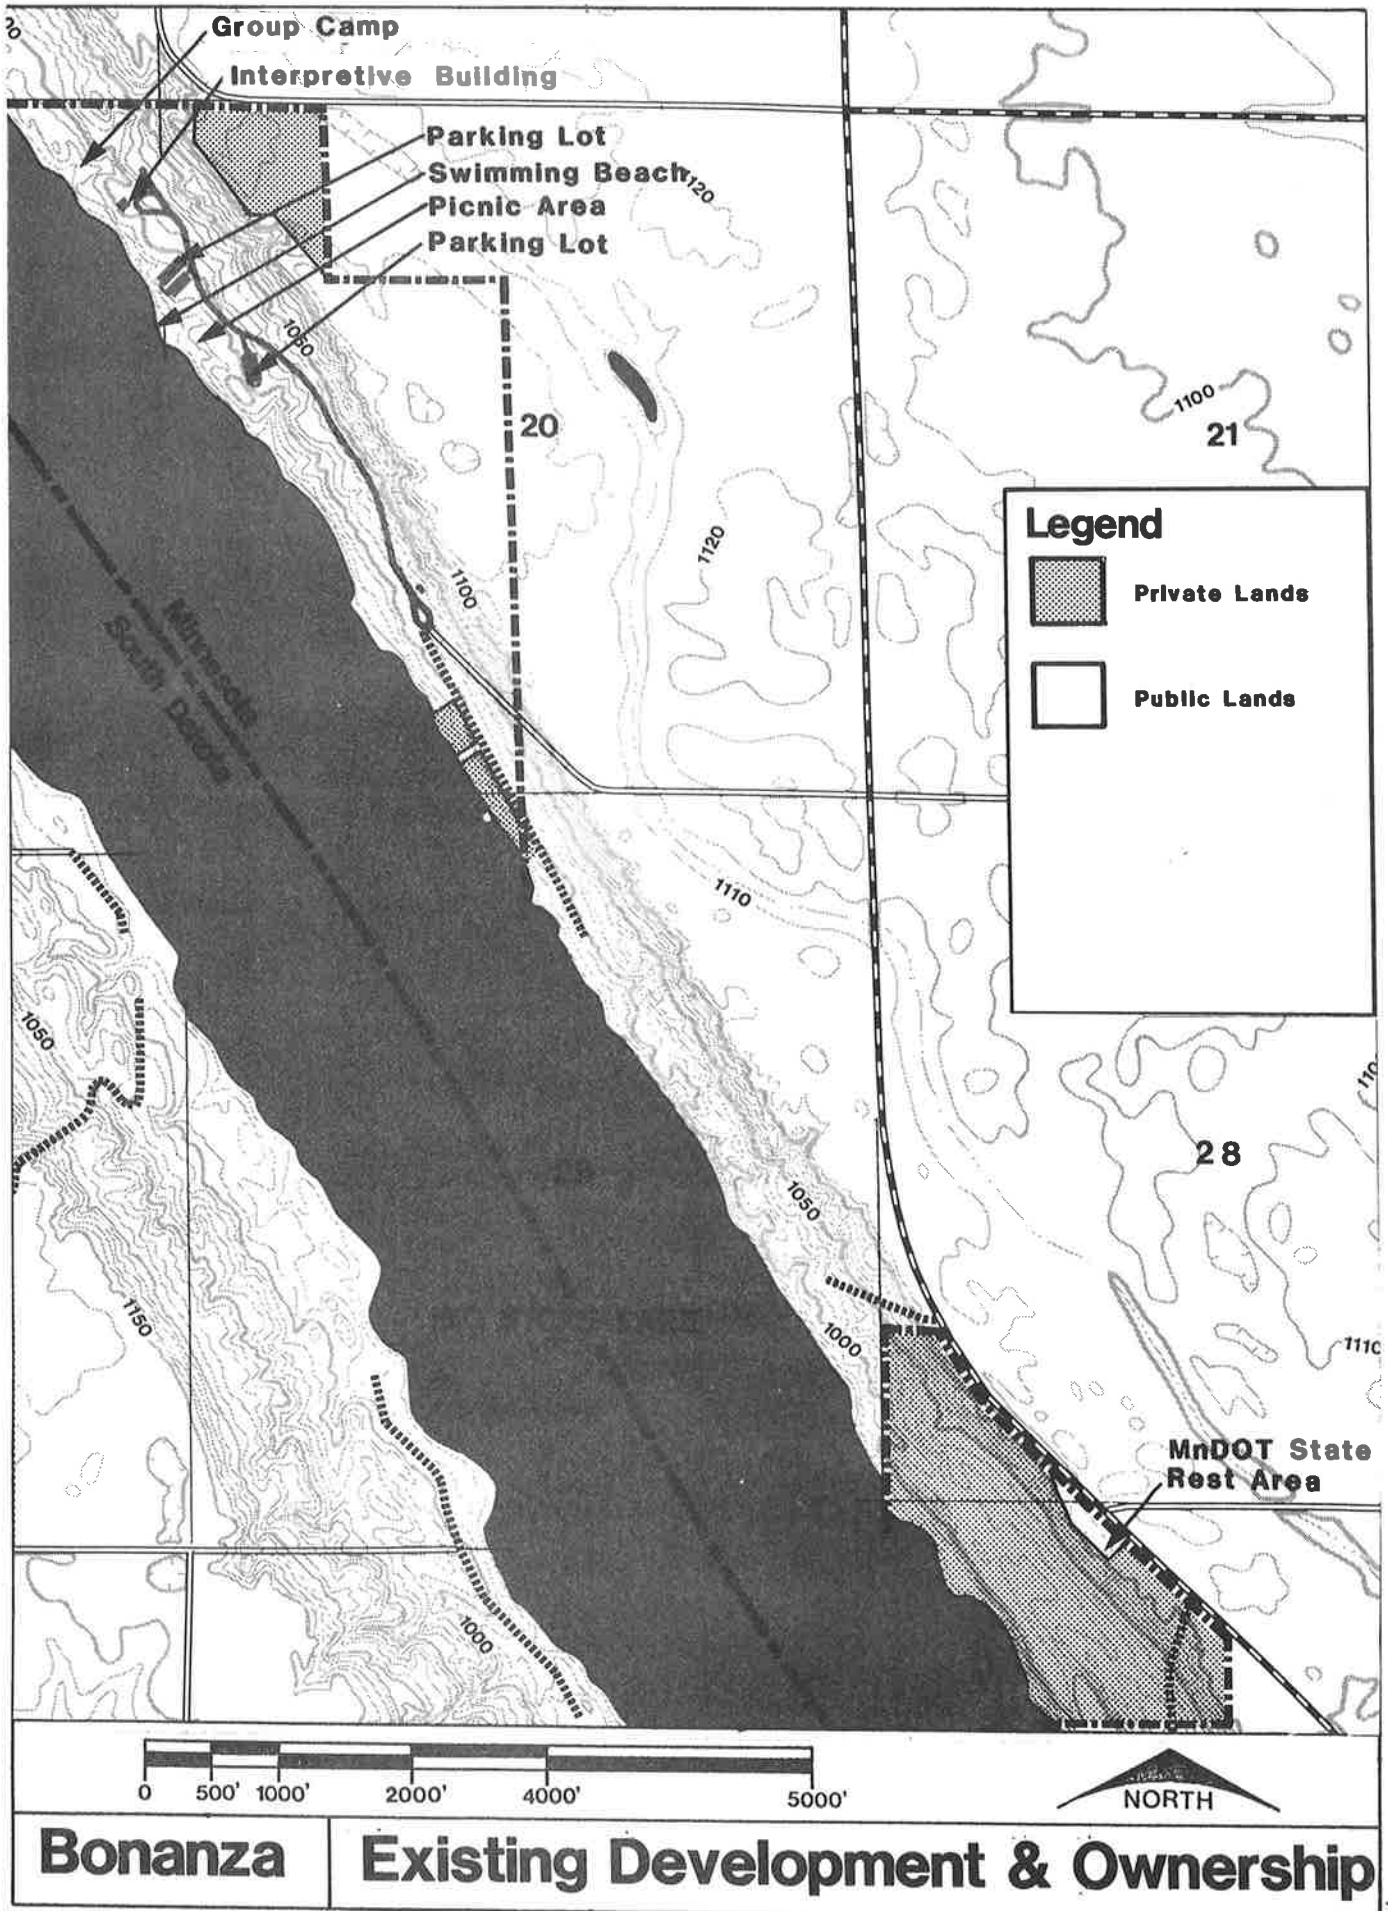 Group Camp
Interpretive Building
Parking Lot
Swimming Beach
Picnic Area
Parking Lot
1120
1050
20
1100
21
Legend
Private Lands
Public Lands
1120
1100
Minnesota
South Dakota
1110
1050
28
1050
1150
1000
1110
MnDOT State
Rest Area
1000
0 500' 1000' 2000' 4000' 5000'
NORTH
Bonanza
Existing Development & Ownership